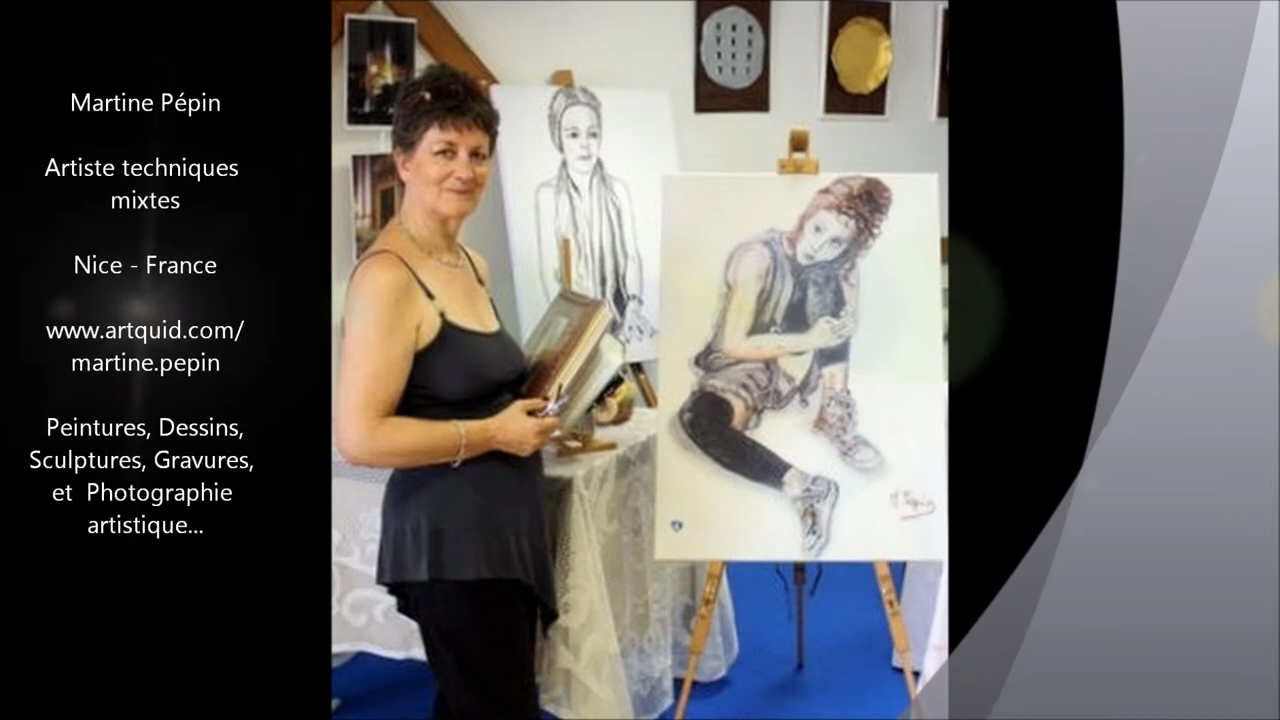 Martine Pépin
Artiste techniques
mixtes
Nice - France
www.artquid.com/
martine.pepin
Peintures, Dessins,
Sculptures, Gravures,
et  Photographie
artistique...